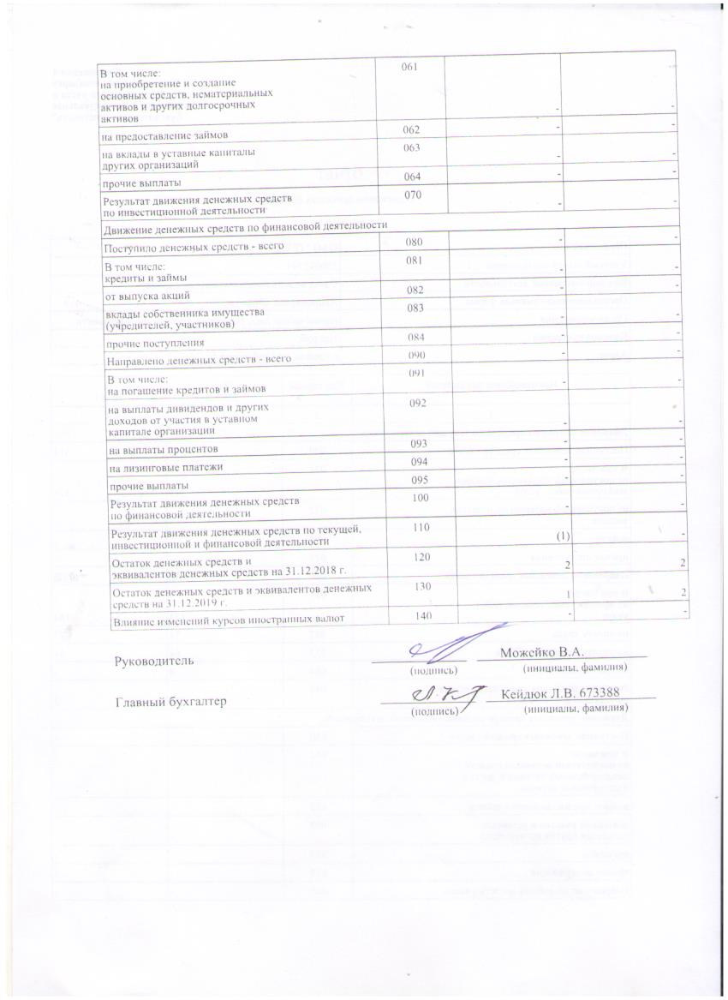 В том числе: 061
на приобретение и создание
основных средств, нематериальных
активов и других долгосрочных
активов - -
на предоставление займов 062 - -
на вклады в уставные капиталы 063
других организаций - -
прочие выплаты 064 - -
Результат движения денежных средств 070
по инвестиционной деятельности - -
Движение денежных средств по финансовой деятельности
Поступило денежных средств - всего 080 - -
В том числе: 081
кредиты и займы - -
от выпуска акций 082 - -
вклады собственника имущества 083
(учредителей, участников) - -
прочие поступления 084 - -
Направлено денежных средств - всего 090 - -
В том числе: 091
на погашение кредитов и займов - -
на выплаты дивидендов и других 092
доходов от участия в уставном
капитале организации - -
на выплаты процентов 093 - -
на лизинговые платежи 094 - -
прочие выплаты 095 - -
Результат движения денежных средств 100
по финансовой деятельности - -
Результат движения денежных средств по текущей, 110
инвестиционной и финансовой деятельности (1) -
Остаток денежных средств и 120
эквивалентов денежных средств на 31.12.2018 г. 2 2
Остаток денежных средств и эквивалентов денежных 130
средств на 31.12.2019 г. 1 2
Влияние изменений курсов иностранных валют 140 - -
Руководитель Можейко В.А.
(подпись) (инициалы, фамилия)
Главный бухгалтер Кейдюк Л.В. 673388
(подпись) (инициалы, фамилия)